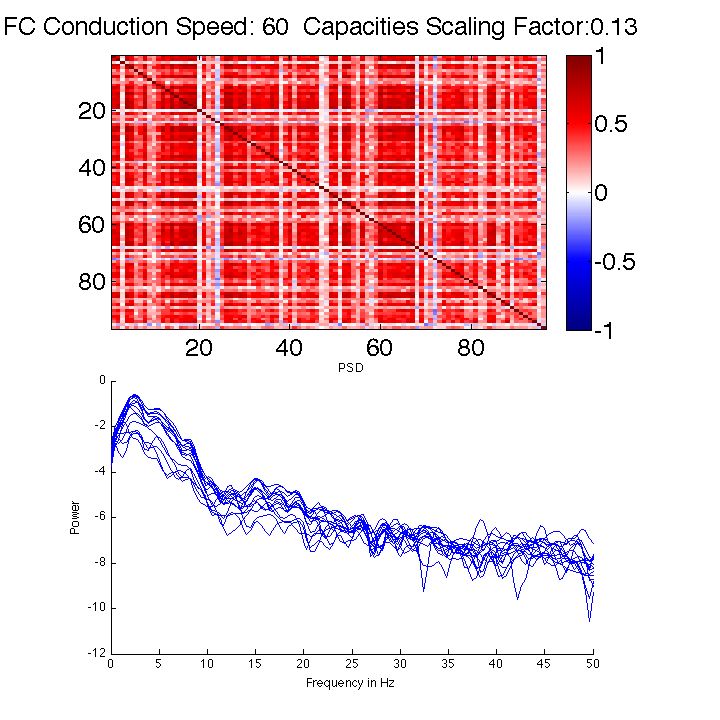 FC Conduction Speed: 60 Capacities Scaling Factor:0.13
1
0.5
0
-0.5
-1
20
40
60
80
20 40 60 80
PSD
0
-2
-4
-6
-8
-10
-12
Power
0 5 10 15 20 25 30 35 40 45 50
Frequency in Hz